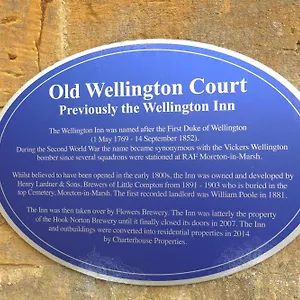 Old Wellington Court
Previously the Wellington Inn
The Wellington Inn was named after the First Duke of Wellington
(1 May 1769 - 14 September 1852).
During the Second World War the name became synonymous with the Vickers Wellington
bomber since several squadrons were stationed at RAF Moreton-in-Marsh.
Whilst believed to have been opened in the early 1800s, the Inn was owned and developed by
Henry Lardner & Sons, Brewers of Little Compton from 1891 - 1903 who is buried in the
top Cemetery, Moreton-in-Marsh. The first recorded landlord was William Poole in 1881.
The Inn was then taken over by Flowers Brewery. The Inn was latterly the property
of the Hook Norton Brewery until it finally closed its doors in 2007. The Inn
and outbuildings were converted into residential properties in 2014
by Charterhouse Properties.